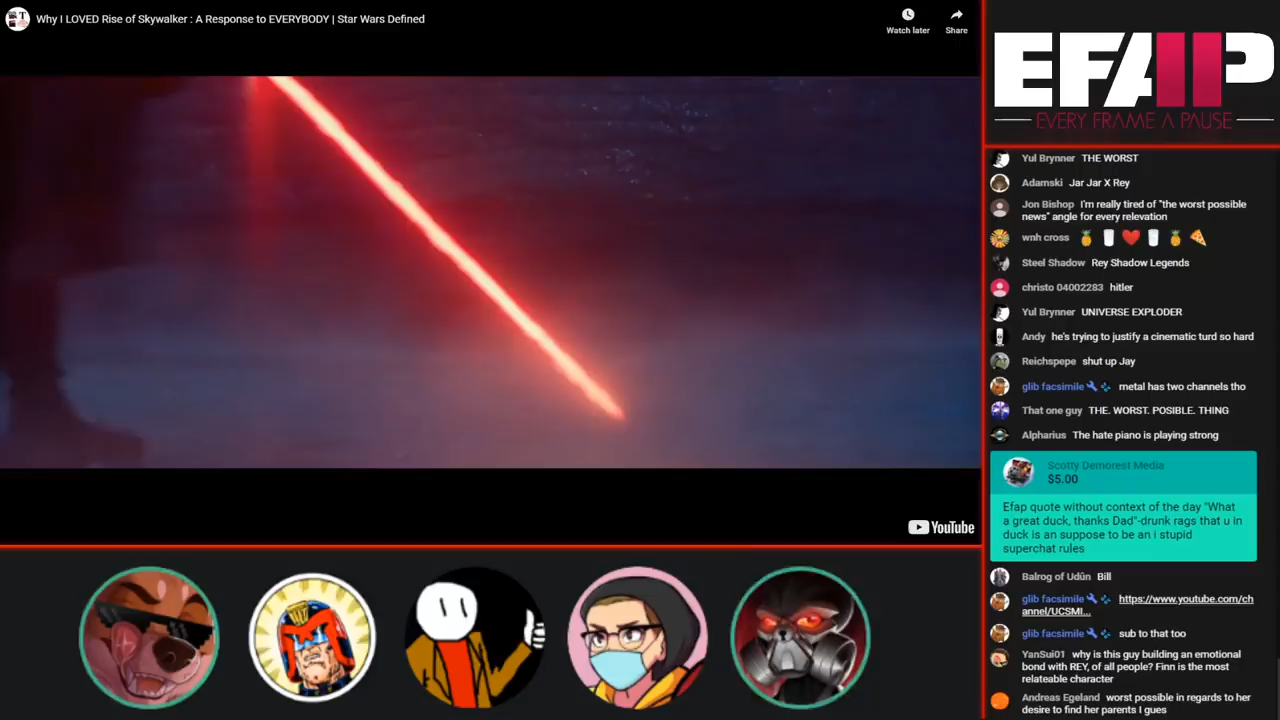 Why I LOVED Rise of Skywalker : A Response to EVERYBODY | Star Wars Defined
Watch later
Share
YouTube
EFAP
EVERY FRAME A PAUSE
Yul Brynner THE WORST
Adamski Jar Jar X Rey
Jon Bishop I'm really tired of "the worst possible
news" angle for every relevation
wnh cross 🍍 🥛 ❤️ 🥛 🍍 🍕
Steel Shadow Rey Shadow Legends
christo 04002283 hitler
Yul Brynner UNIVERSE EXPLODER
Andy he's trying to justify a cinematic turd so hard
Reichspepe shut up Jay
glib facsimile metal has two channels tho
That one guy THE. WORST. POSIBLE. THING
Alpharius The hate piano is playing strong
Scotty Demorest Media
$5.00
Efap quote without context of the day "What
a great duck, thanks Dad"-drunk rags that u in
duck is an suppose to be an i stupid
superchat rules
Balrog of Udûn Bill
glib facsimile https://www.youtube.com/ch
annel/UCSMI...
glib facsimile sub to that too
YanSui01 why is this guy building an emotional
bond with REY, of all people? Finn is the most
relateable character
Andreas Egeland worst possible in regards to her
desire to find her parents I gues